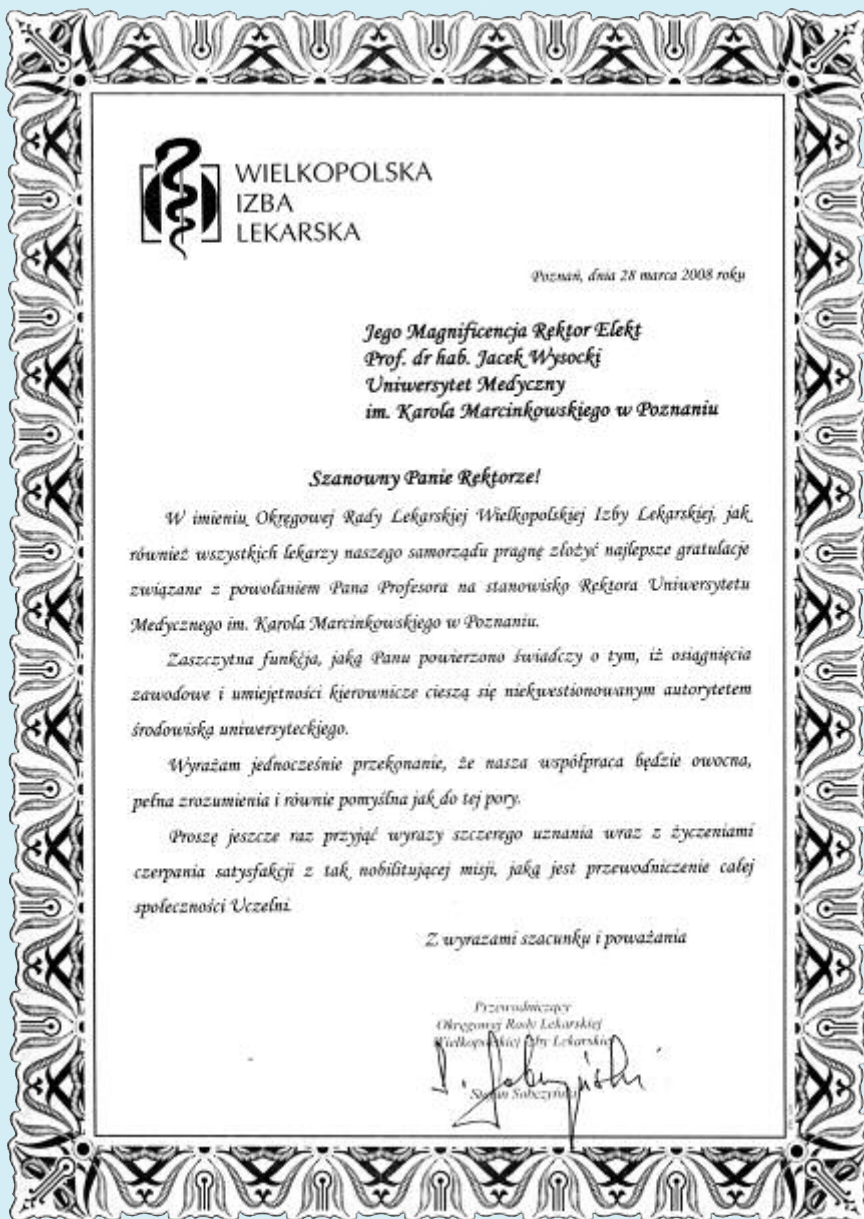 WIELKOPOLSKA
IZBA
LEKARSKA
Poznań, dnia 28 marca 2008 roku
Jego Magnificencja Rektor Elekt
Prof. dr hab. Jacek Wysocki
Uniwersytet Medyczny
im. Karola Marcinkowskiego w Poznaniu
Szanowny Panie Rektorze!
W imieniu Okręgowej Rady Lekarskiej Wielkopolskiej Izby Lekarskiej, jak
również wszystkich lekarzy naszego samorządu pragnę złożyć najlepsze gratulacje
związane z powołaniem Pana Profesora na stanowisko Rektora Uniwersytetu
Medycznego im. Karola Marcinkowskiego w Poznaniu.
Zaszczytna funkcja, jaką Panu powierzono świadczy o tym, iż osiągnięcia
zawodowe i umiejętności kierownicze cieszą się niekwestionowanym autorytetem
środowiska uniwersyteckiego.
Wyrażam jednocześnie przekonanie, że nasza współpraca będzie owocna,
pełna zrozumienia i równie pomyślna jak do tej pory.
Proszę jeszcze raz przyjąć wyrazy szczerego uznania wraz z życzeniami
czerpania satysfakcji z tak nobilitującej misji, jaką jest przewodniczenie całej
społeczności Uczelni.
Z wyrazami szacunku i poważania
Przewodniczący
Okręgowej Rady Lekarskiej
Wielkopolskiej Izby Lekarskiej
S. Sobczyński
Stefan Sobczyński